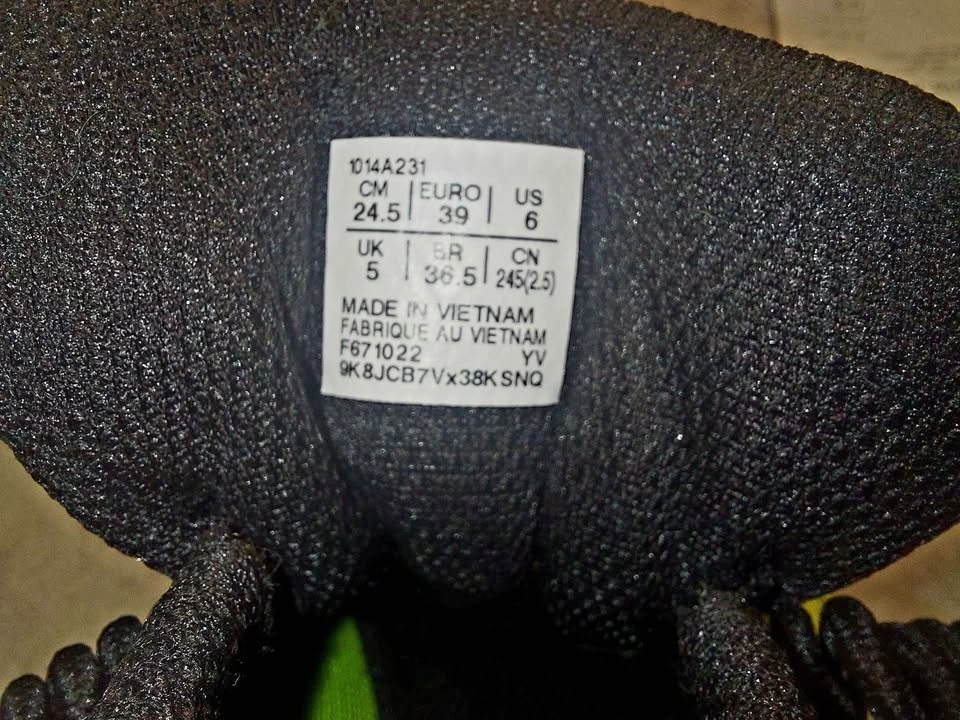 1014A231
CM | EURO | US
24.5 | 39 | 6
UK | BR | CN
5 | 36.5 | 245(2.5)
MADE IN VIETNAM
FABRIQUE AU VIETNAM
F671022 YV
9K8JCB7Vx38KSNQ